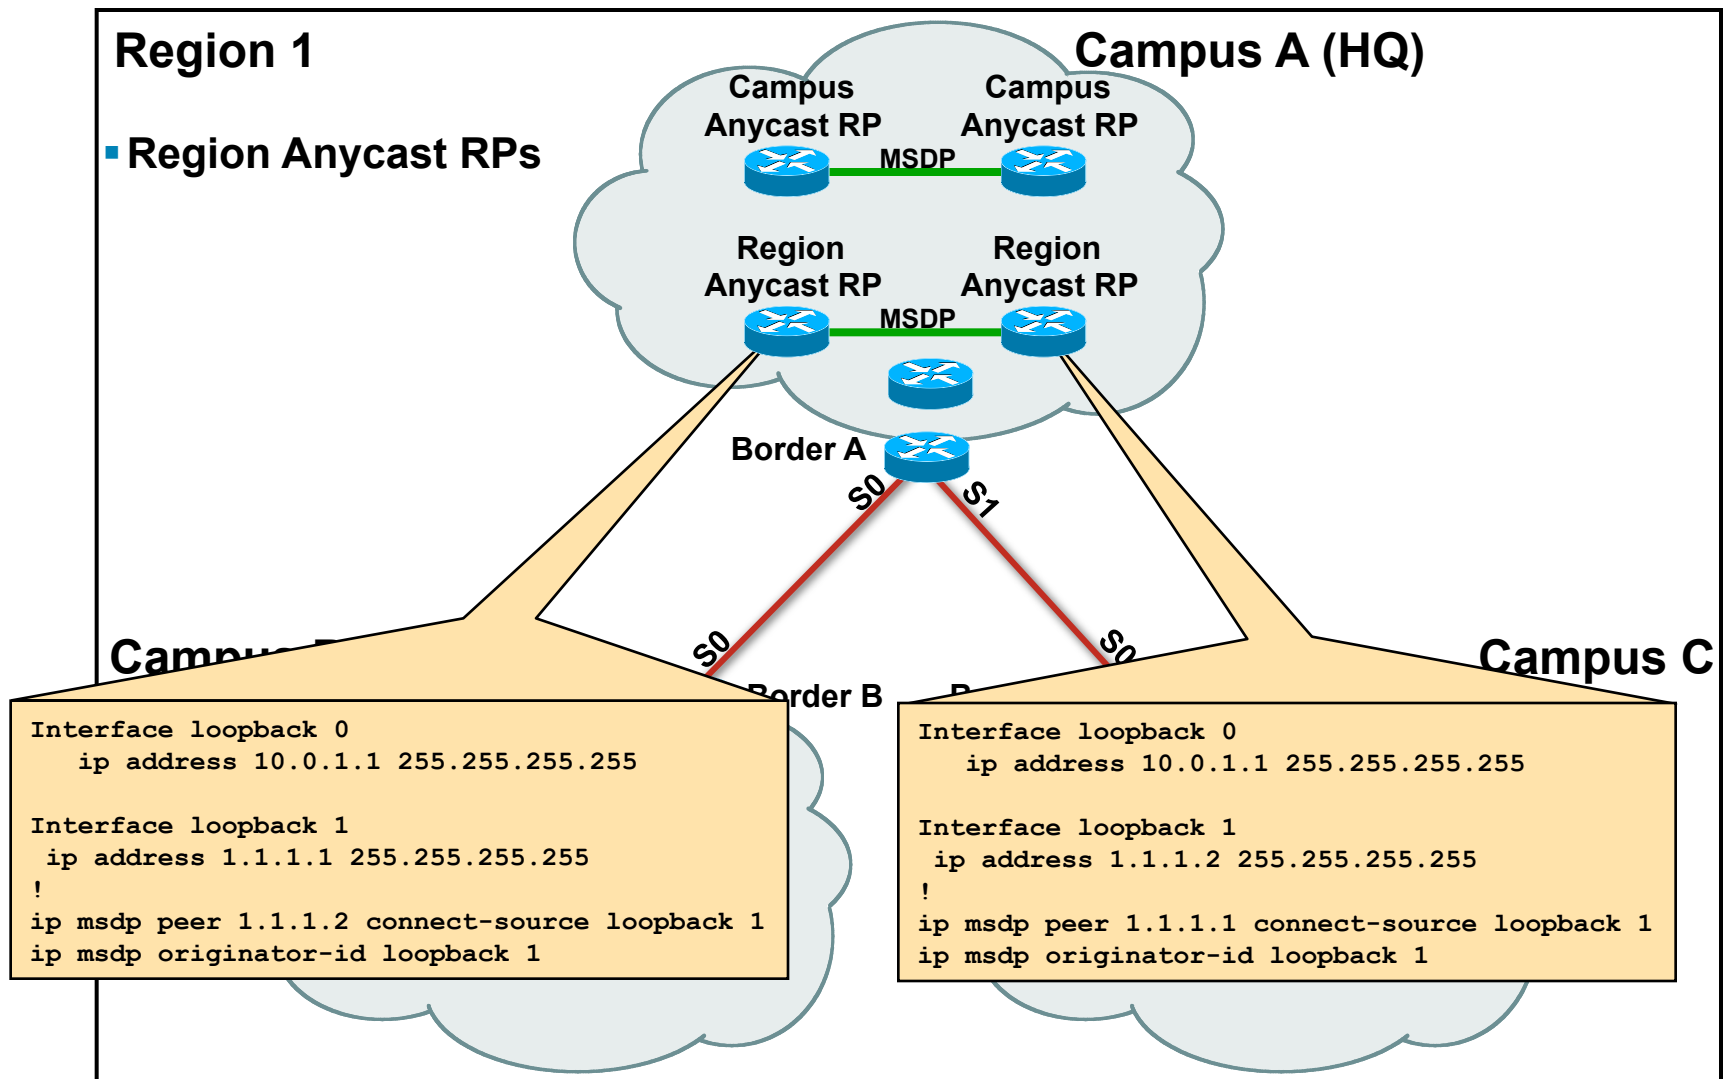 Region 1
Campus A (HQ)
Region Anycast RPs
Campus
Anycast RP
Campus
Anycast RP
MSDP
Region
Anycast RP
Region
Anycast RP
MSDP
Border A
S0
S1
S0
S0
Campus
Campus C
Border B
Interface loopback 0
ip address 10.0.1.1 255.255.255.255
Interface loopback 1
ip address 1.1.1.1 255.255.255.255
!
ip msdp peer 1.1.1.2 connect-source loopback 1
ip msdp originator-id loopback 1
Interface loopback 0
ip address 10.0.1.1 255.255.255.255
Interface loopback 1
ip address 1.1.1.2 255.255.255.255
!
ip msdp peer 1.1.1.1 connect-source loopback 1
ip msdp originator-id loopback 1